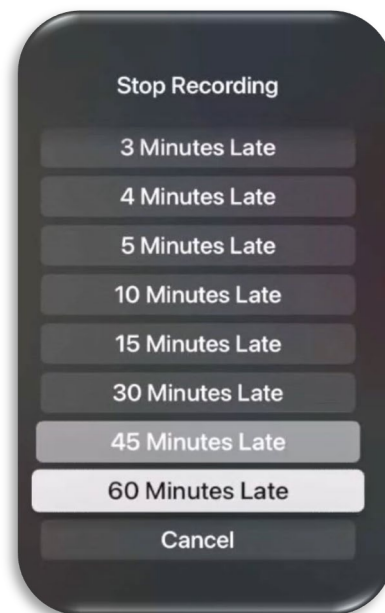 Stop Recording
3 Minutes Late
4 Minutes Late
5 Minutes Late
10 Minutes Late
15 Minutes Late
30 Minutes Late
45 Minutes Late
60 Minutes Late
Cancel